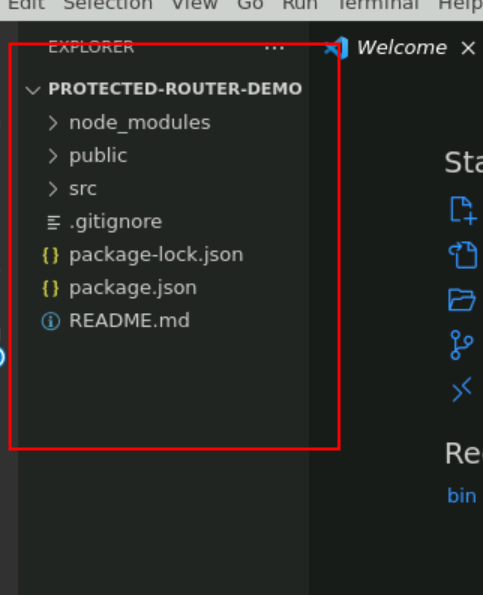 Edit Selection View Go Run Terminal Help
EXPLORER ...
Welcome ×
PROTECTED-ROUTER-DEMO
node_modules
public
src
.gitignore
{} package-lock.json
{} package.json
README.md
Sta
Re
bin